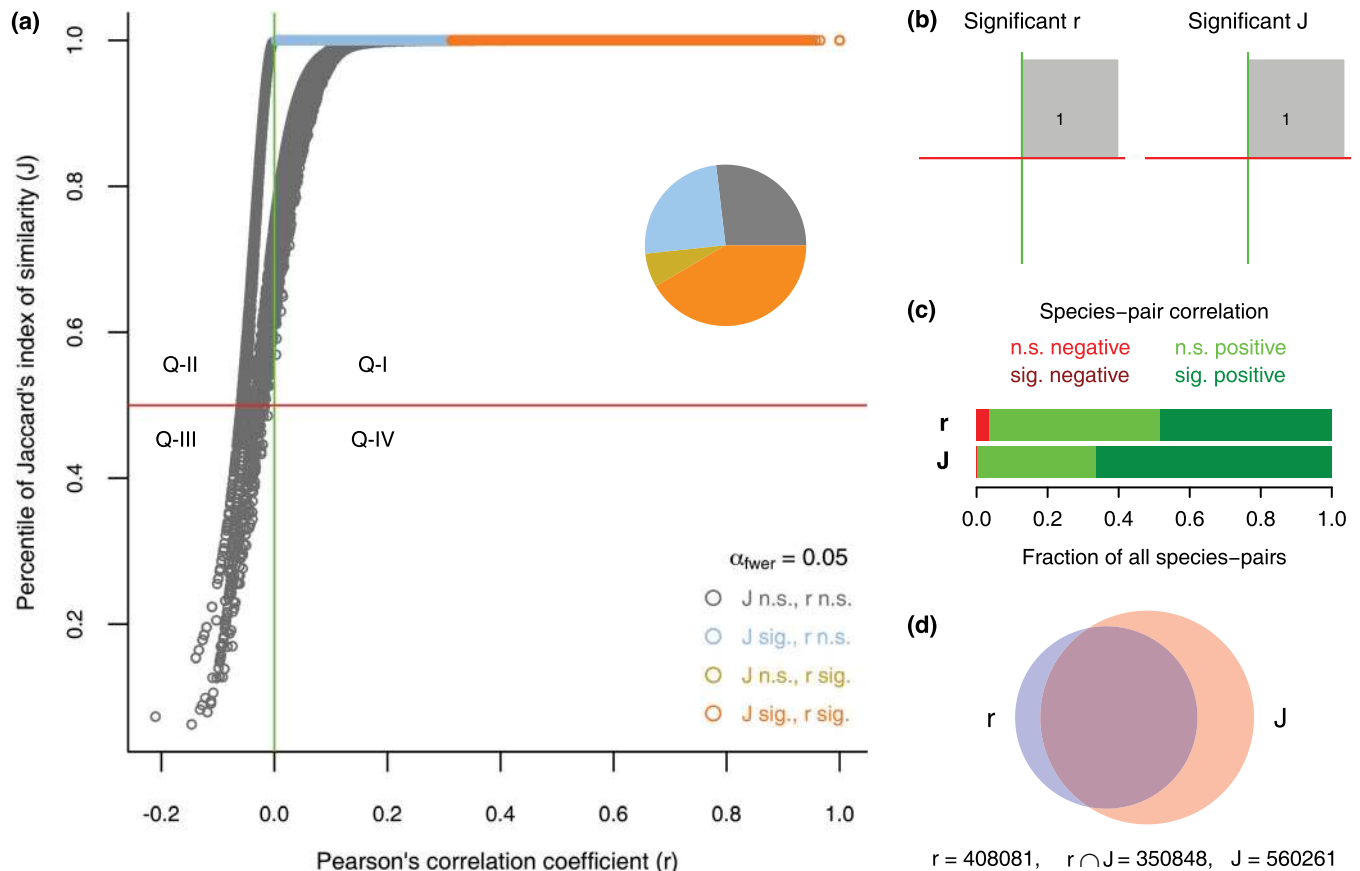 (a)
Percentile of Jaccard's index of similarity (J)
1.0
0.8
0.6
0.4
0.2
Q-II
Q-I
Q-III
Q-IV
αfwer = 0.05
J n.s., r n.s.
J sig., r n.s.
J n.s., r sig.
J sig., r sig.
-0.2
0.0
0.2
0.4
0.6
0.8
1.0
Pearson's correlation coefficient (r)
(b)
Significant r
Significant J
1
1
(c)
Species−pair correlation
n.s. negative
n.s. positive
sig. negative
sig. positive
r
J
0.0
0.2
0.4
0.6
0.8
1.0
Fraction of all species−pairs
(d)
r
J
r = 408081, r ∩ J = 350848, J = 560261